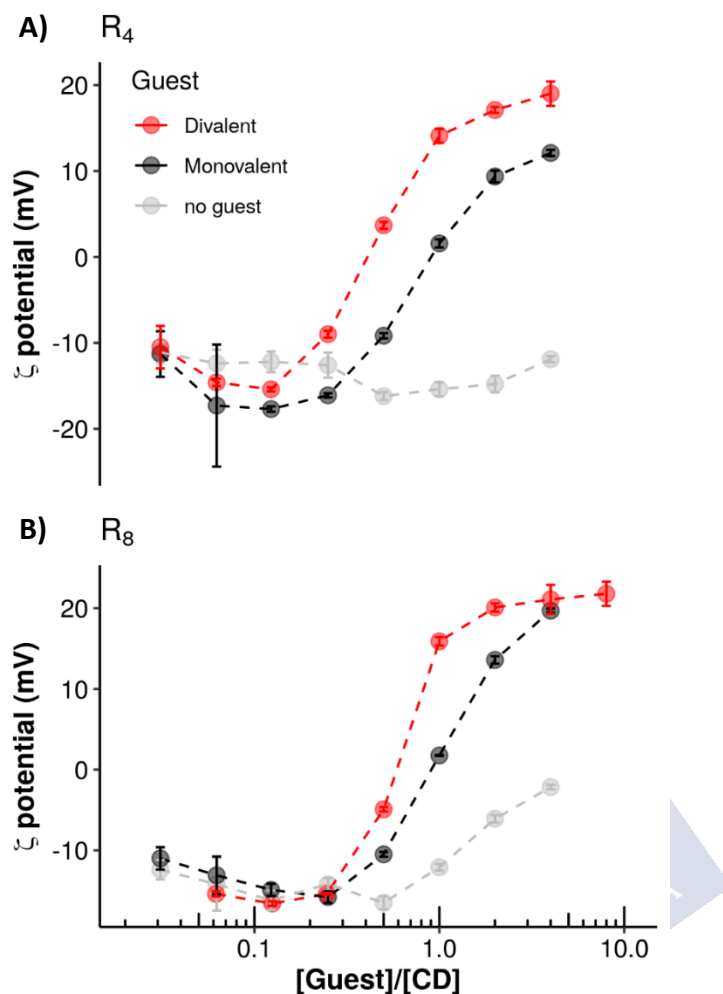 A) R₄
Guest
Divalent
Monovalent
no guest
20
10
0
-10
-20
ζ potential (mV)
B) R₈
20
10
0
-10
ζ potential (mV)
0.1 1.0 10.0
[Guest]/[CD]